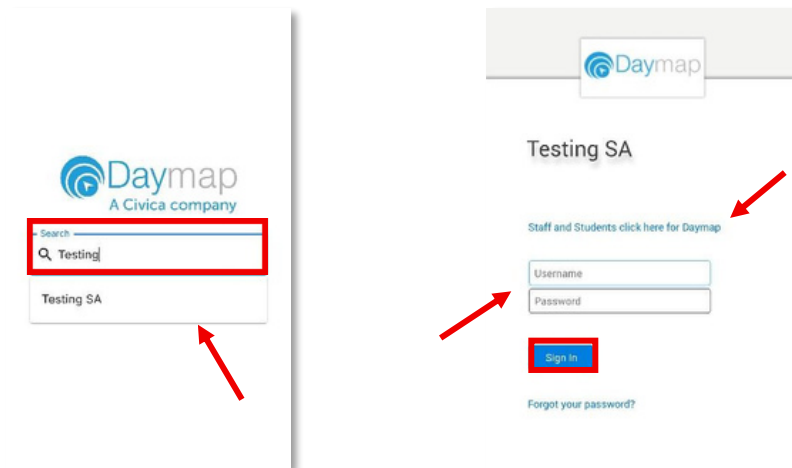 Daymap
A Civica company
Search
Testing
Testing SA
Daymap
Testing SA
Staff and Students click here for Daymap
Username
Password
Sign In
Forgot your password?